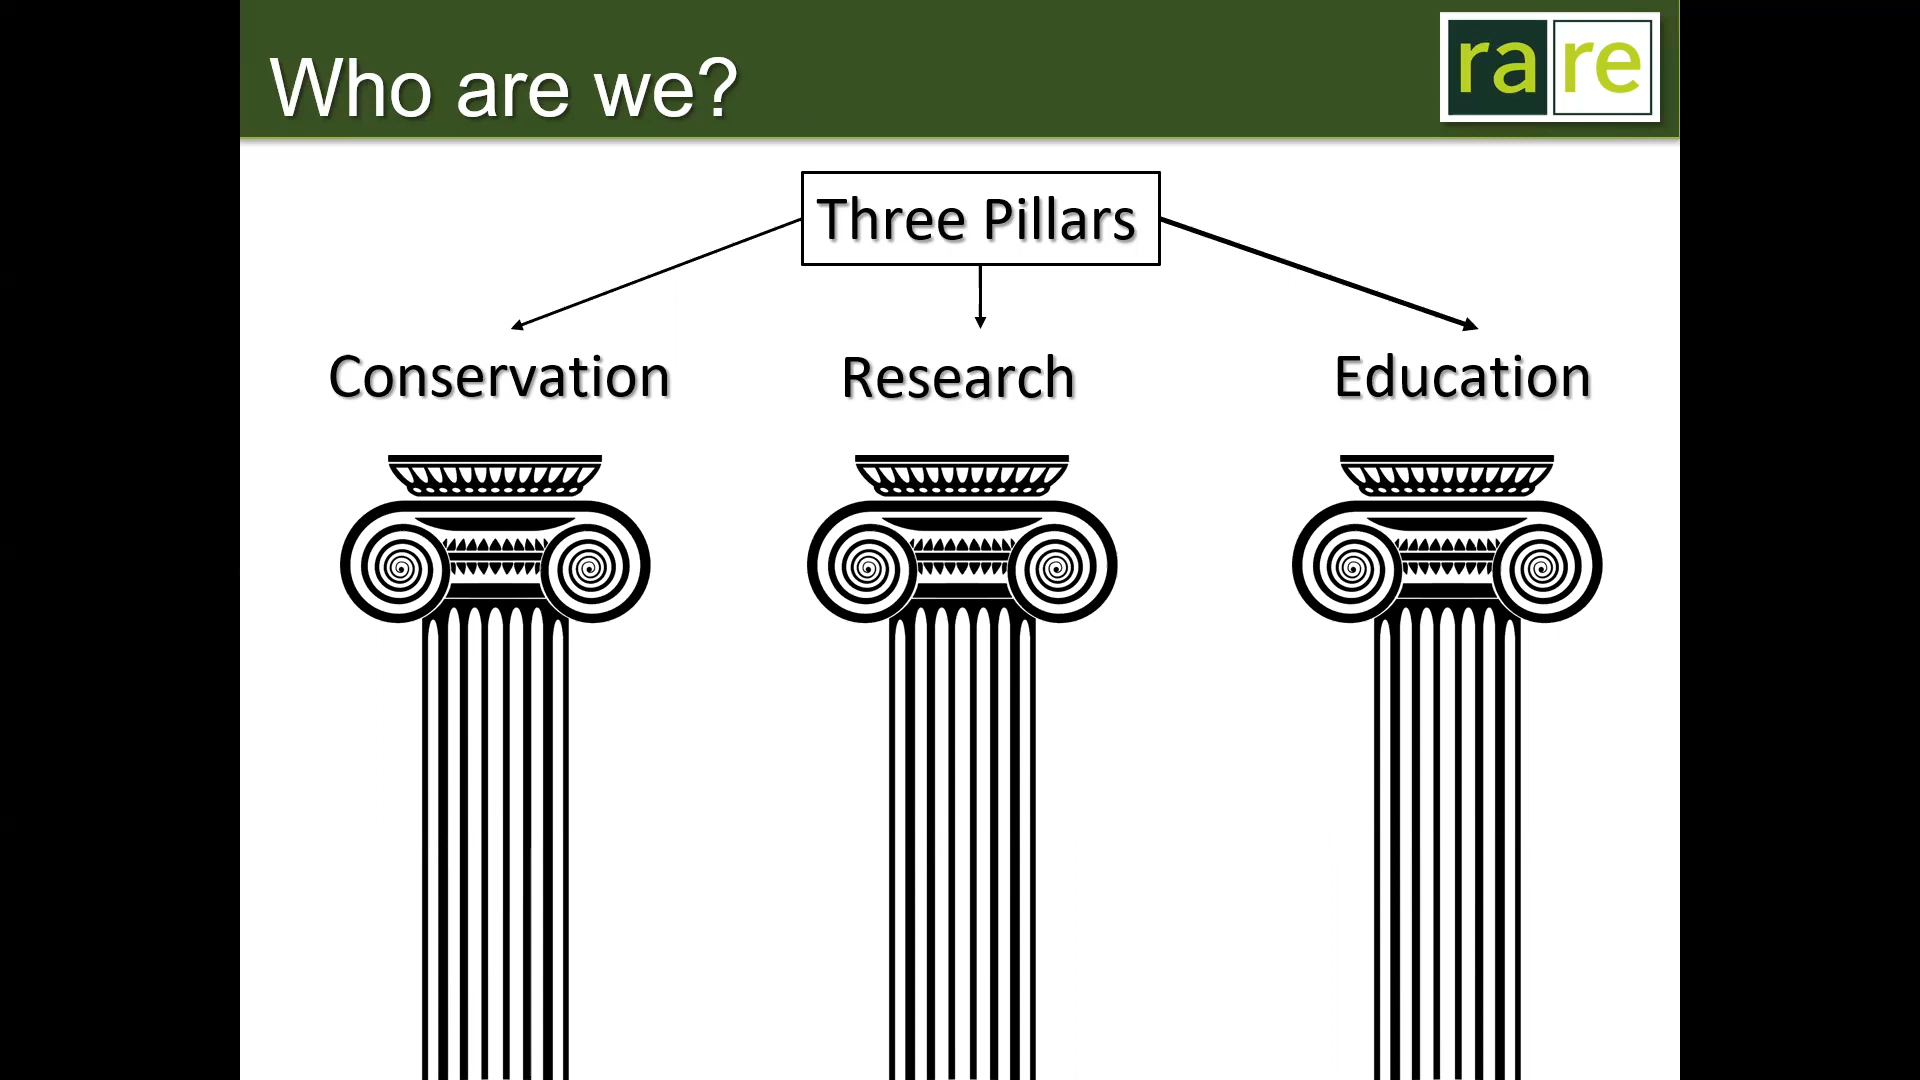 Who are we?
rare
Three Pillars
Conservation
Research
Education